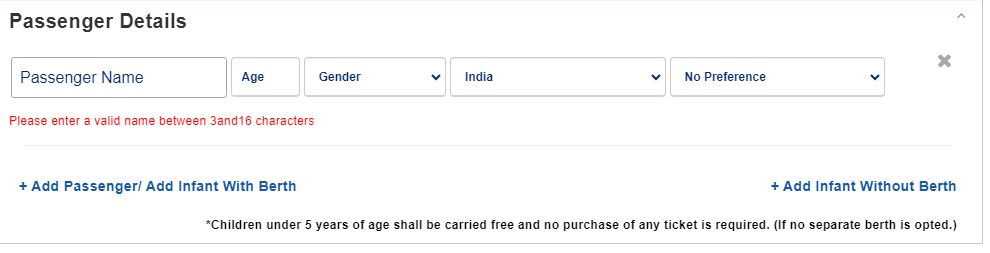 Passenger Details
Passenger Name Age Gender India No Preference
Please enter a valid name between 3and16 characters
+ Add Passenger/ Add Infant With Berth + Add Infant Without Berth
*Children under 5 years of age shall be carried free and no purchase of any ticket is required. (If no separate berth is opted.)